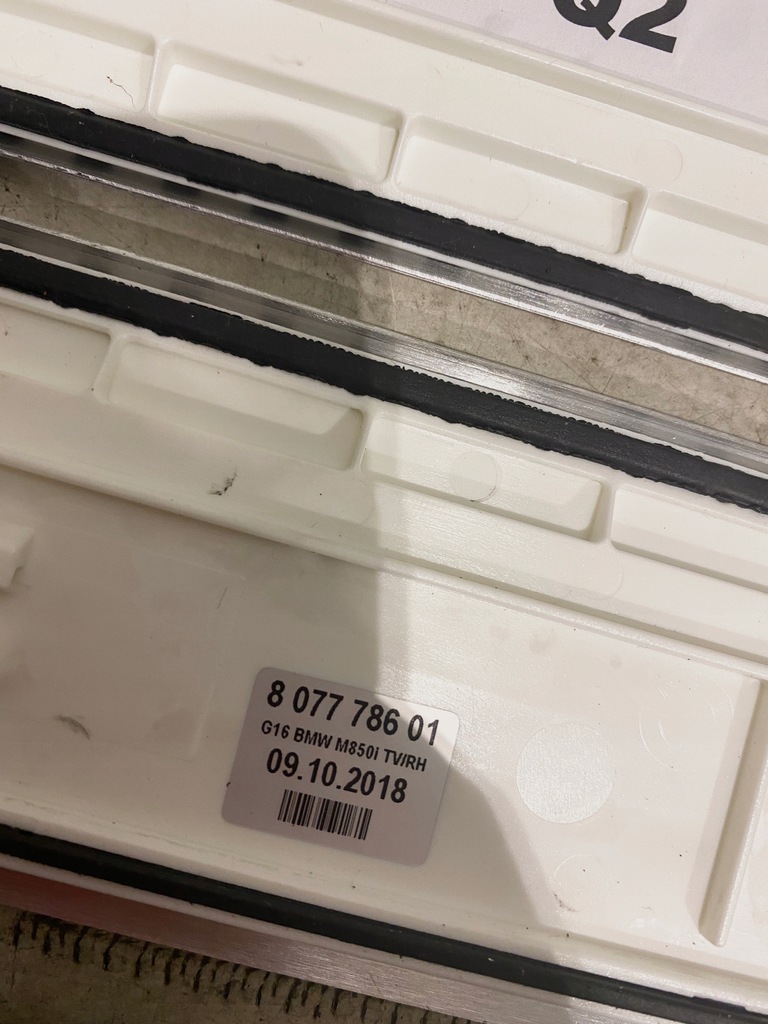 Q2
8 077 786 01
G16 BMW M850i TV/RH
09.10.2018